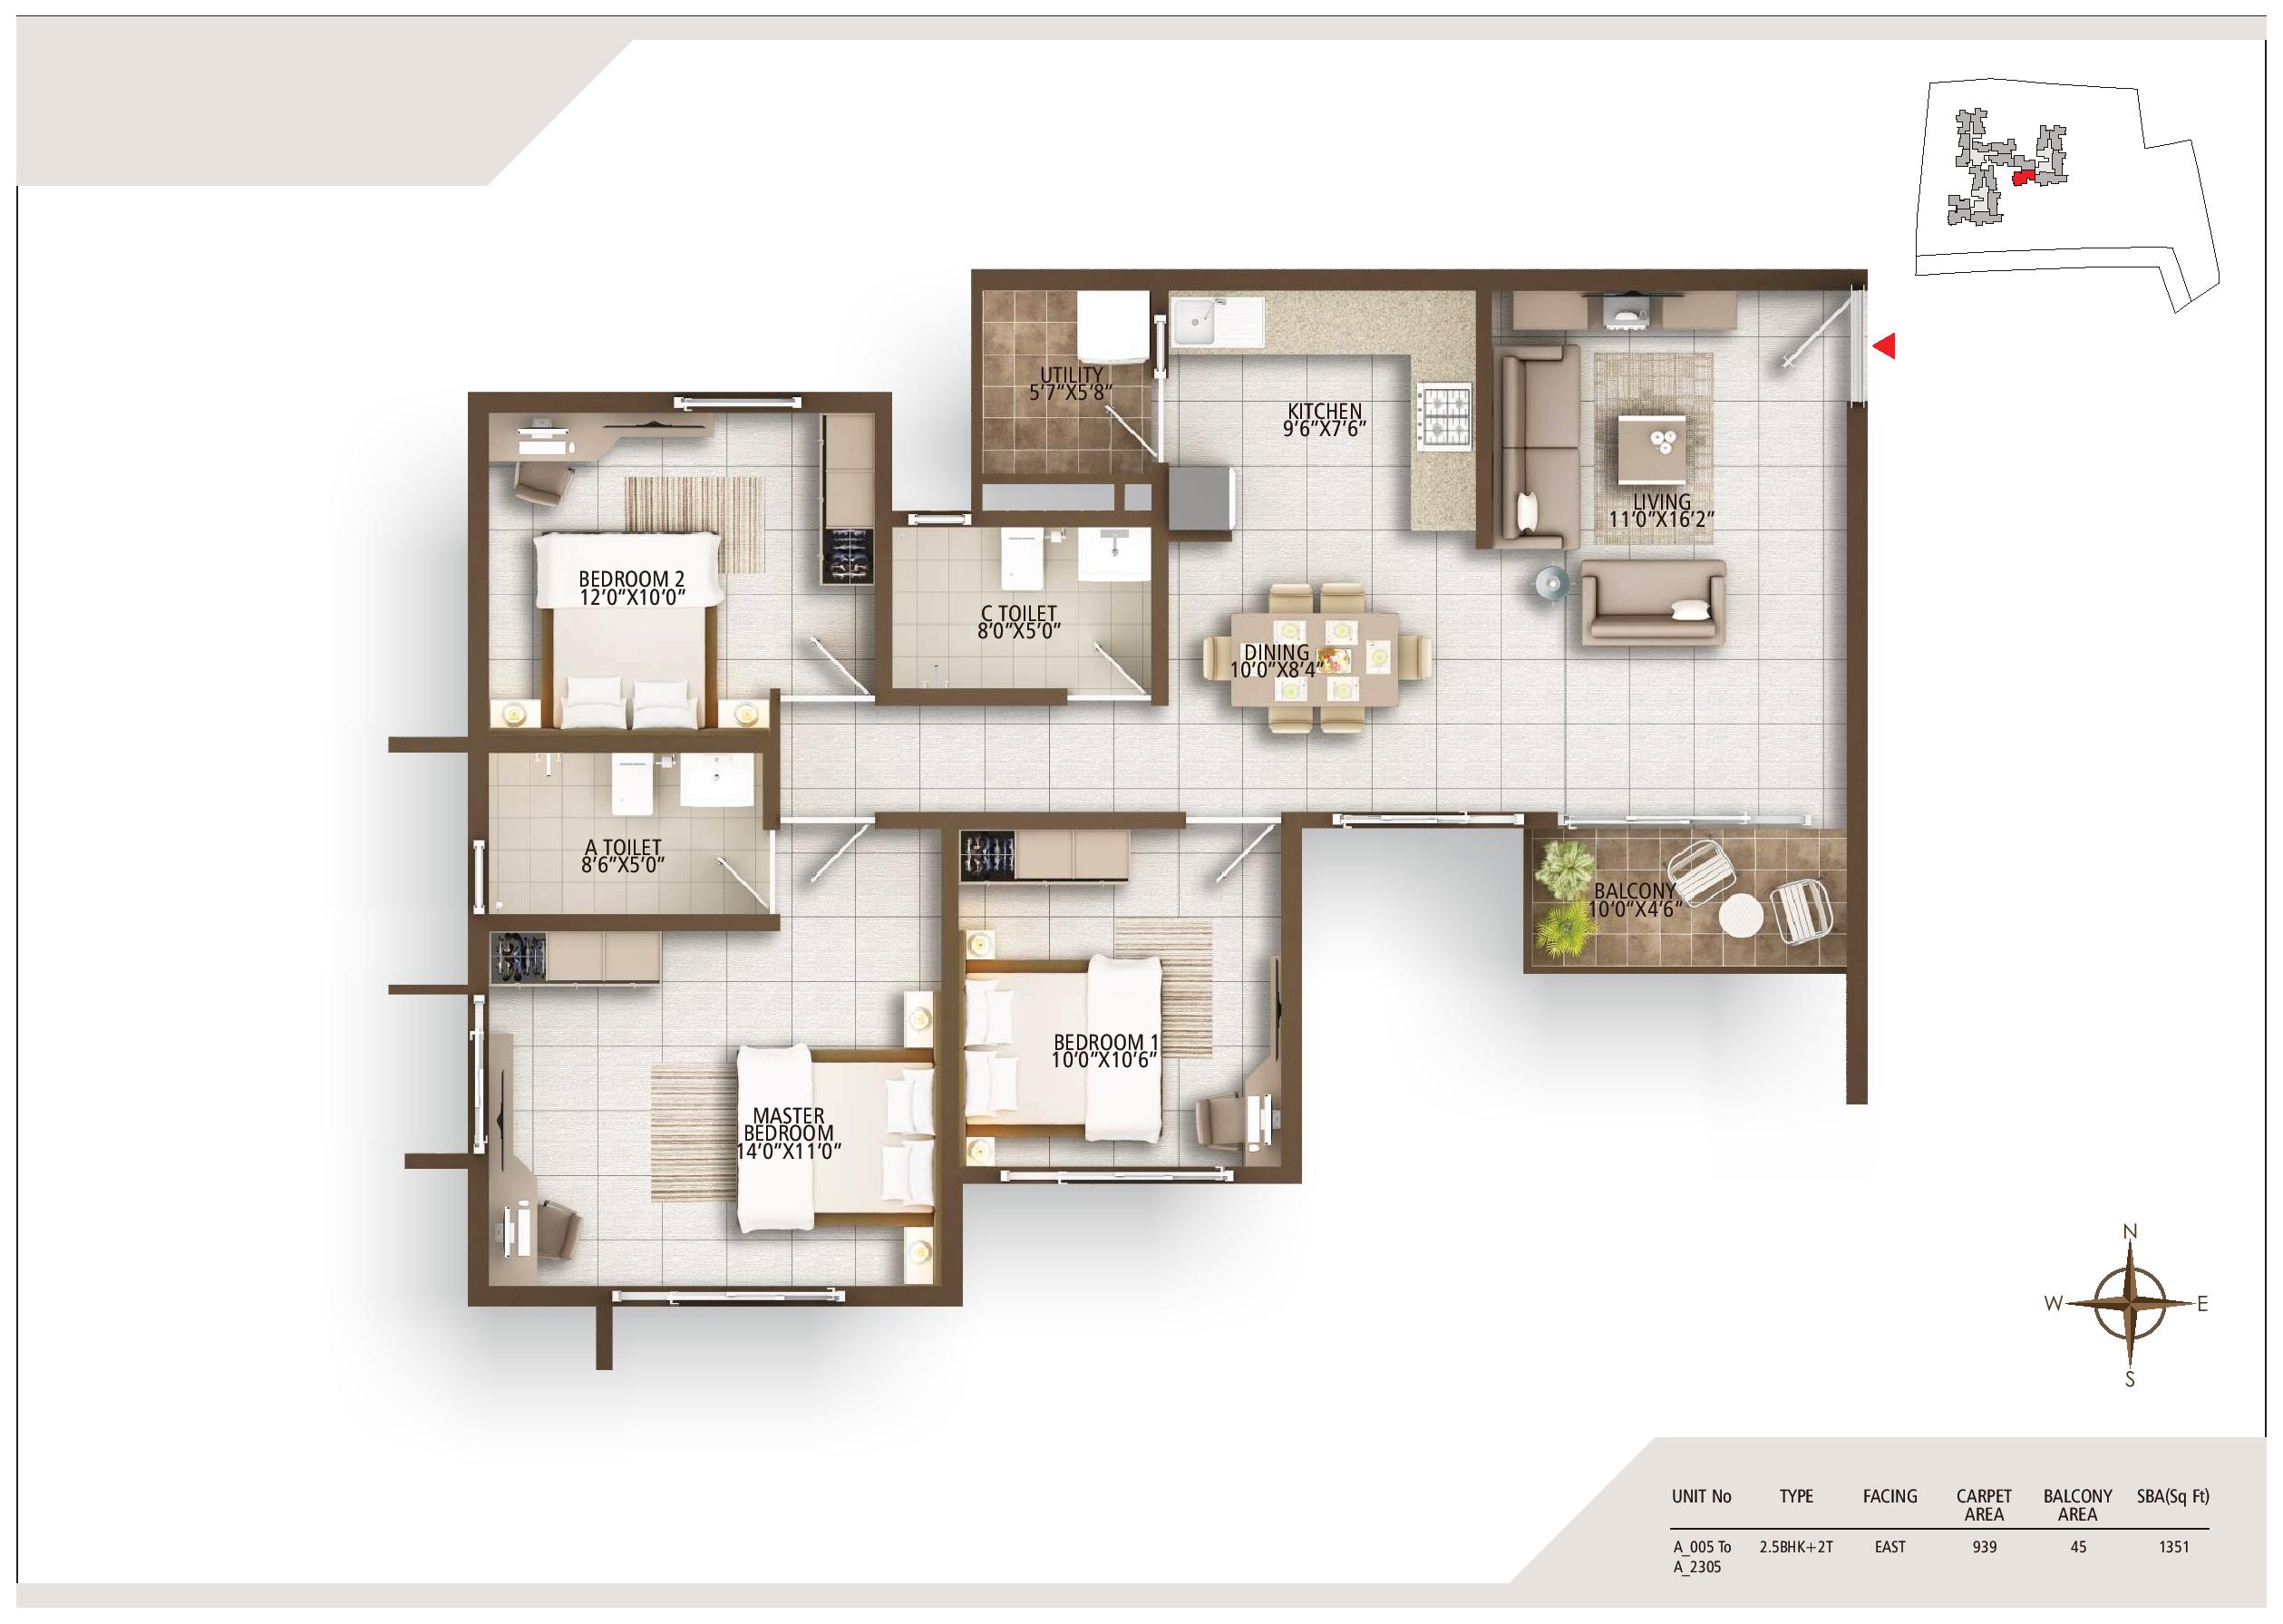 UTILITY
5'7"X5'8"
KITCHEN
9'6"X7'6"
LIVING
11'0"X16'2"
BEDROOM 2
12'0"X10'0"
C TOILET
8'0"X5'0"
DINING
10'0"X8'4"
A TOILET
8'6"X5'0"
BALCONY
10'0"X4'6"
BEDROOM 1
10'0"X10'6"
MASTER
BEDROOM
14'0"X11'0"
N
W
E
S
UNIT No TYPE FACING CARPET AREA BALCONY AREA SBA(Sq Ft)
A_005 To A_2305 2.5BHK+2T EAST 939 45 1351